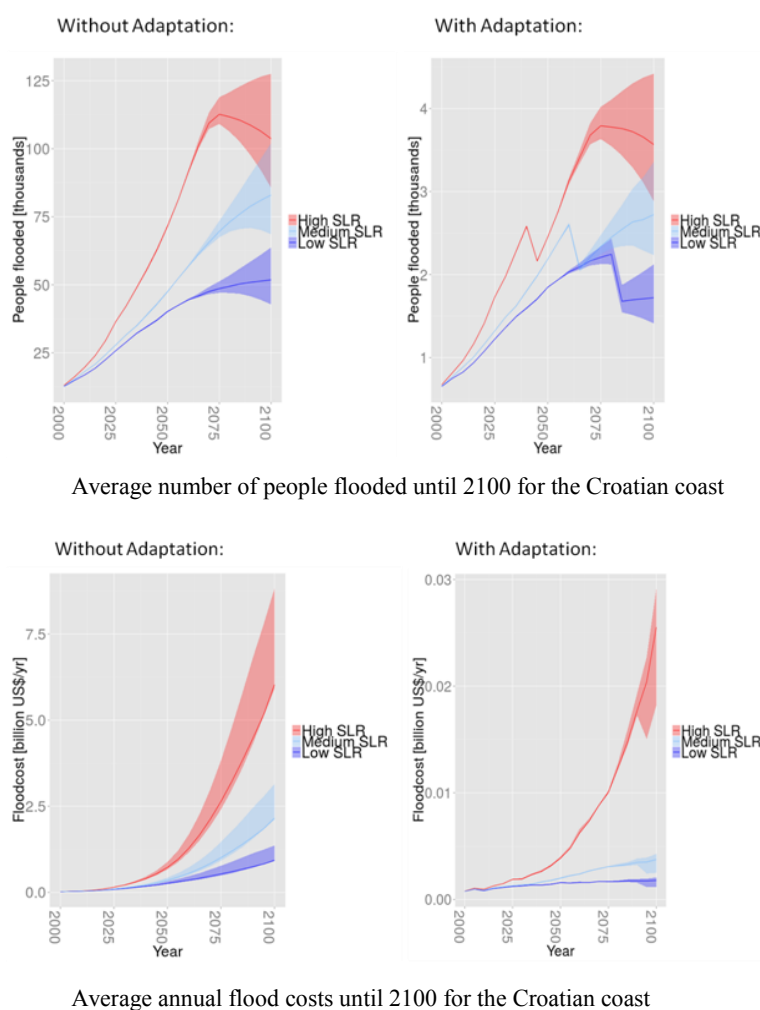 Without Adaptation:
With Adaptation:
People flooded [thousands]
125
100
75
50
25
2000
2025
2050
2075
2100
Year
High SLR
Medium SLR
Low SLR
People flooded [thousands]
4
3
2
1
2000
2025
2050
2075
2100
Year
High SLR
Medium SLR
Low SLR
Average number of people flooded until 2100 for the Croatian coast
Without Adaptation:
With Adaptation:
Floodcost [billion US$/yr]
7.5
5.0
2.5
0.0
2000
2025
2050
2075
2100
Year
High SLR
Medium SLR
Low SLR
Floodcost [billion US$/yr]
0.03
0.02
0.01
0.00
2000
2025
2050
2075
2100
Year
High SLR
Medium SLR
Low SLR
Average annual flood costs until 2100 for the Croatian coast